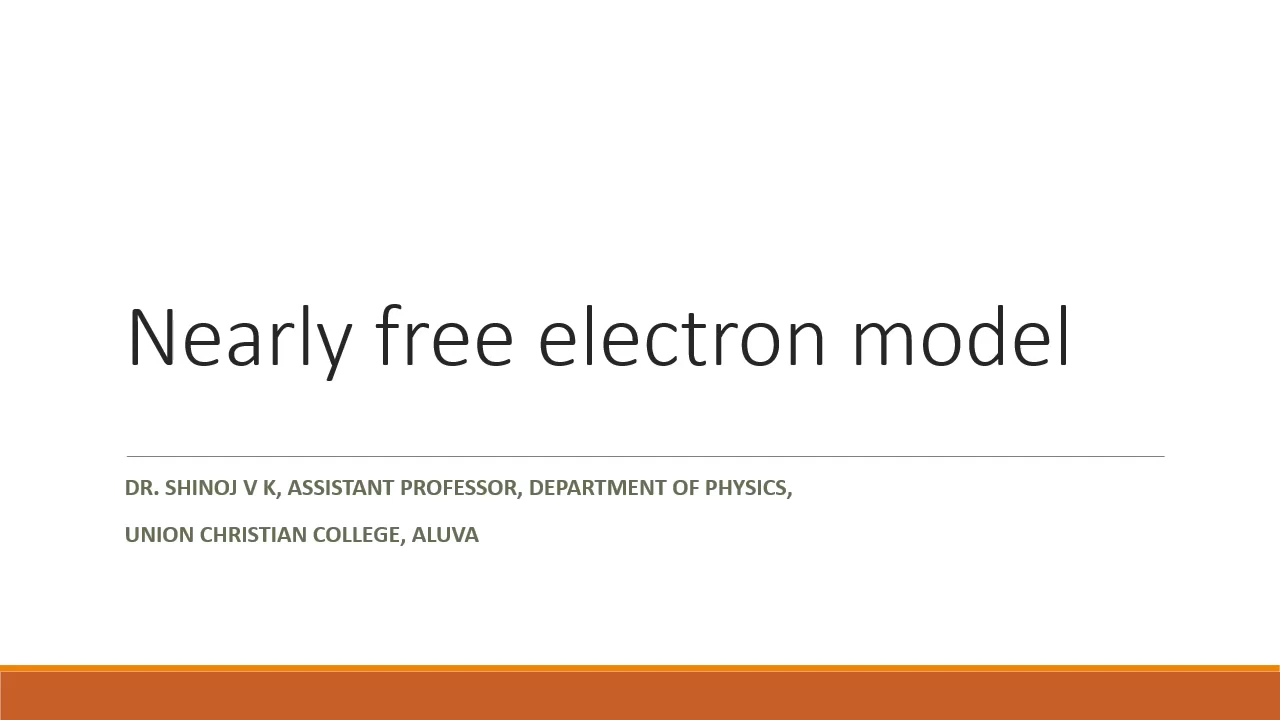 Nearly free electron model
DR. SHINOJ V K, ASSISTANT PROFESSOR, DEPARTMENT OF PHYSICS,
UNION CHRISTIAN COLLEGE, ALUVA